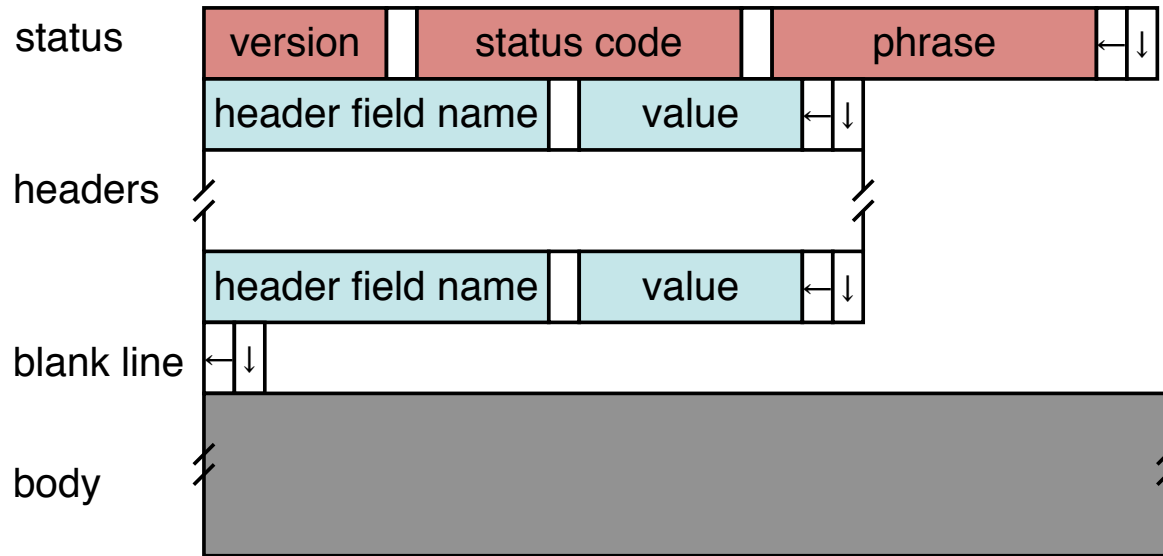 status version status code phrase ← ↓
header field name value ← ↓
headers
header field name value ← ↓
blank line ← ↓
body